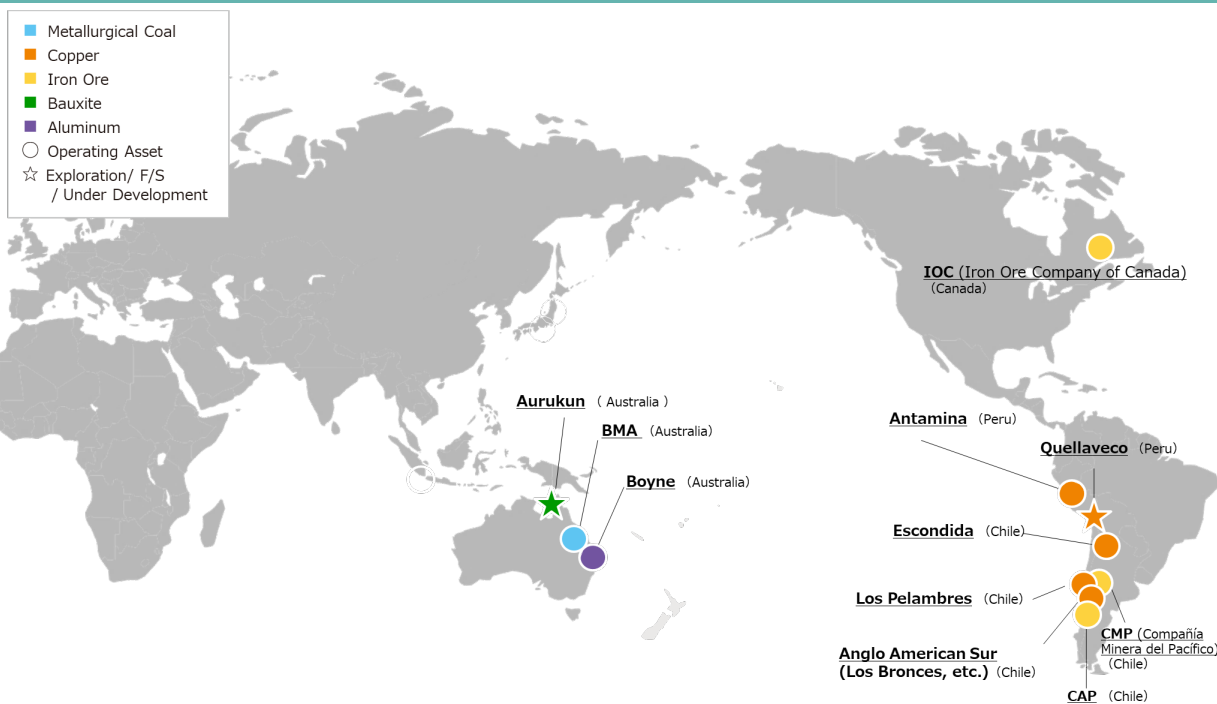 Metallurgical Coal
Copper
Iron Ore
Bauxite
Aluminum
Operating Asset
Exploration/ F/S
/ Under Development
IOC (Iron Ore Company of Canada)
(Canada)
Aurukun ( Australia )
BMA (Australia)
Boyne (Australia)
Antamina (Peru)
Quellaveco (Peru)
Escondida (Chile)
Los Pelambres (Chile)
CMP (Compañía
Minera del Pacífico)
(Chile)
Anglo American Sur
(Los Bronces, etc.) (Chile)
CAP (Chile)